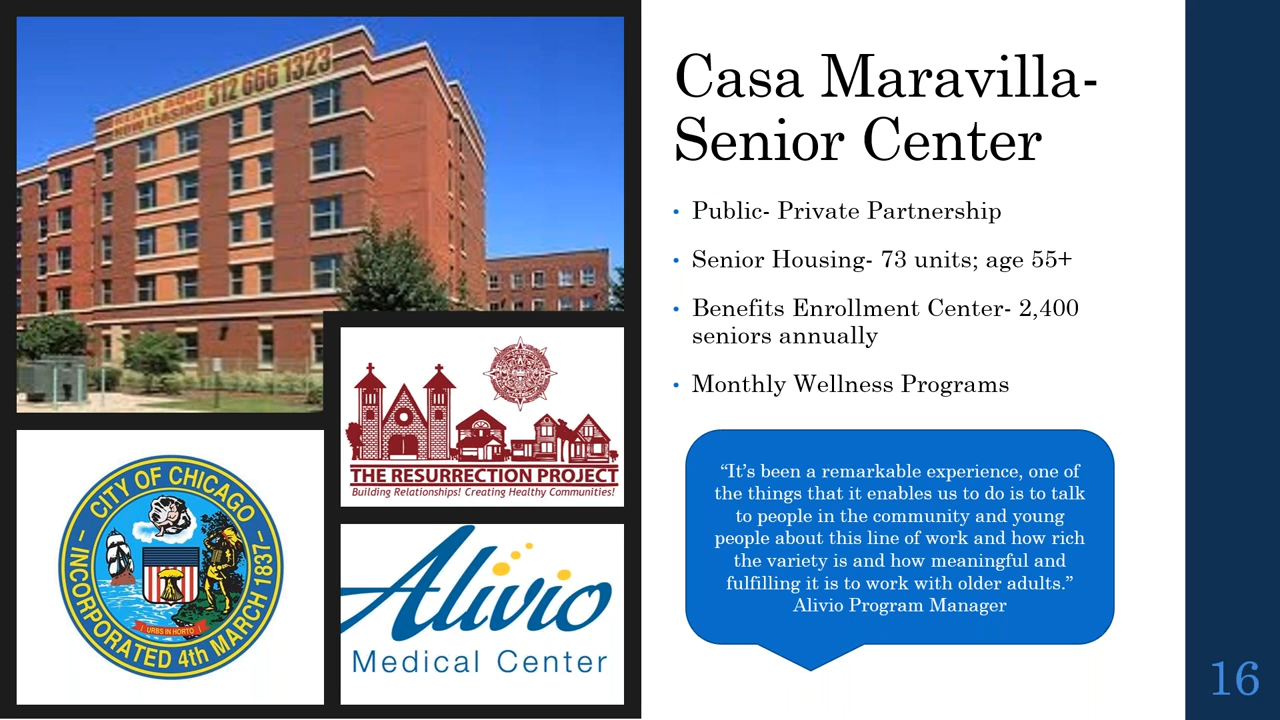 RENTE AQUI
NOW LEASING 312 666 1323
Casa Maravilla-
Senior Center
• Public- Private Partnership
• Senior Housing- 73 units; age 55+
• Benefits Enrollment Center- 2,400
seniors annually
• Monthly Wellness Programs
THE RESURRECTION PROJECT
Building Relationships! Creating Healthy Communities!
CITY OF CHICAGO
INCORPORATED 4th MARCH 1837
URBS IN HORTO
Alivio
Medical Center
“It’s been a remarkable experience, one of
the things that it enables us to do is to talk
to people in the community and young
people about this line of work and how rich
the variety is and how meaningful and
fulfilling it is to work with older adults.”
Alivio Program Manager
16